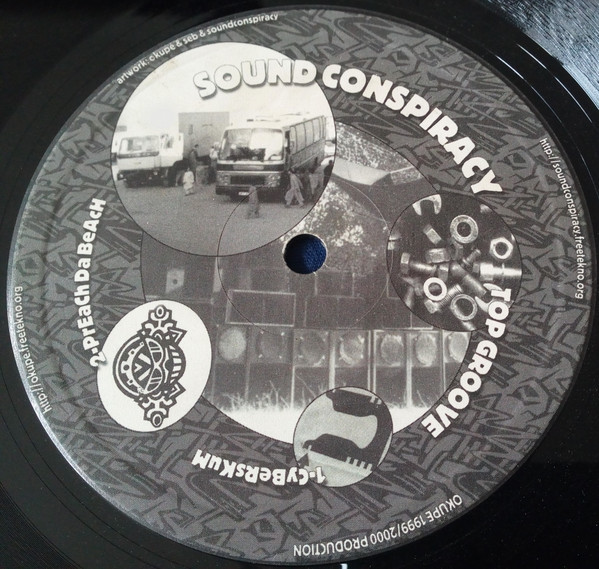 artwork: okupe & seb & soundconspiracy
SOUND CONSPIRACY
http://soundconspiracy.freetekno.org
TOP GROOVE
1-CyBeRsKuM
2-PrEaCh Da BeAcH
http://okupe.freetekno.org
OKUPE 1999/2000 PRODUCTION